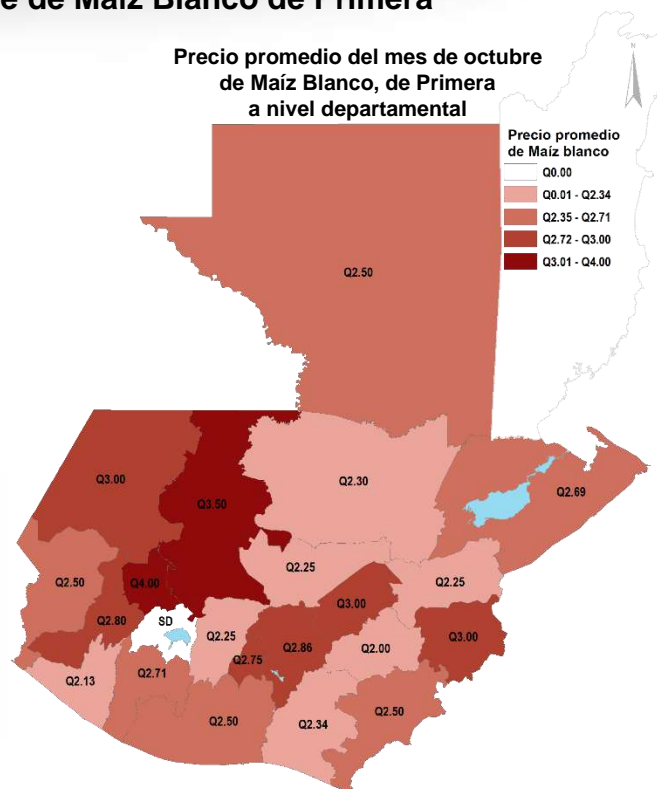 e de Maíz Blanco de Primera
Precio promedio del mes de octubre
de Maíz Blanco, de Primera
a nivel departamental
N
Precio promedio
de Maíz blanco
Q0.00
Q0.01 - Q2.34
Q2.35 - Q2.71
Q2.72 - Q3.00
Q3.01 - Q4.00
Q2.50
Q3.00
Q3.50
Q2.30
Q2.69
Q2.50
Q4.00
Q2.25
Q2.25
Q3.00
Q2.80
SD
Q2.25
Q2.86
Q2.00
Q3.00
Q2.75
Q2.13
Q2.71
Q2.50
Q2.34
Q2.50